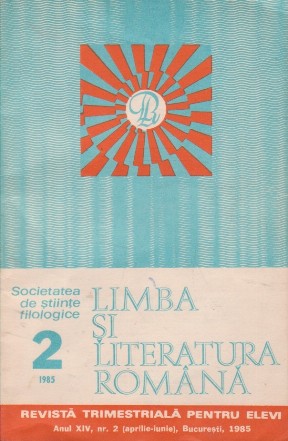 Societatea
de științe
filologice
2
1985
LIMBA
ȘI
LITERATURA
ROMÂNĂ
REVISTĂ TRIMESTRIALĂ PENTRU ELEVI
Anul XIV, nr. 2 (aprilie-iunie), București, 1985